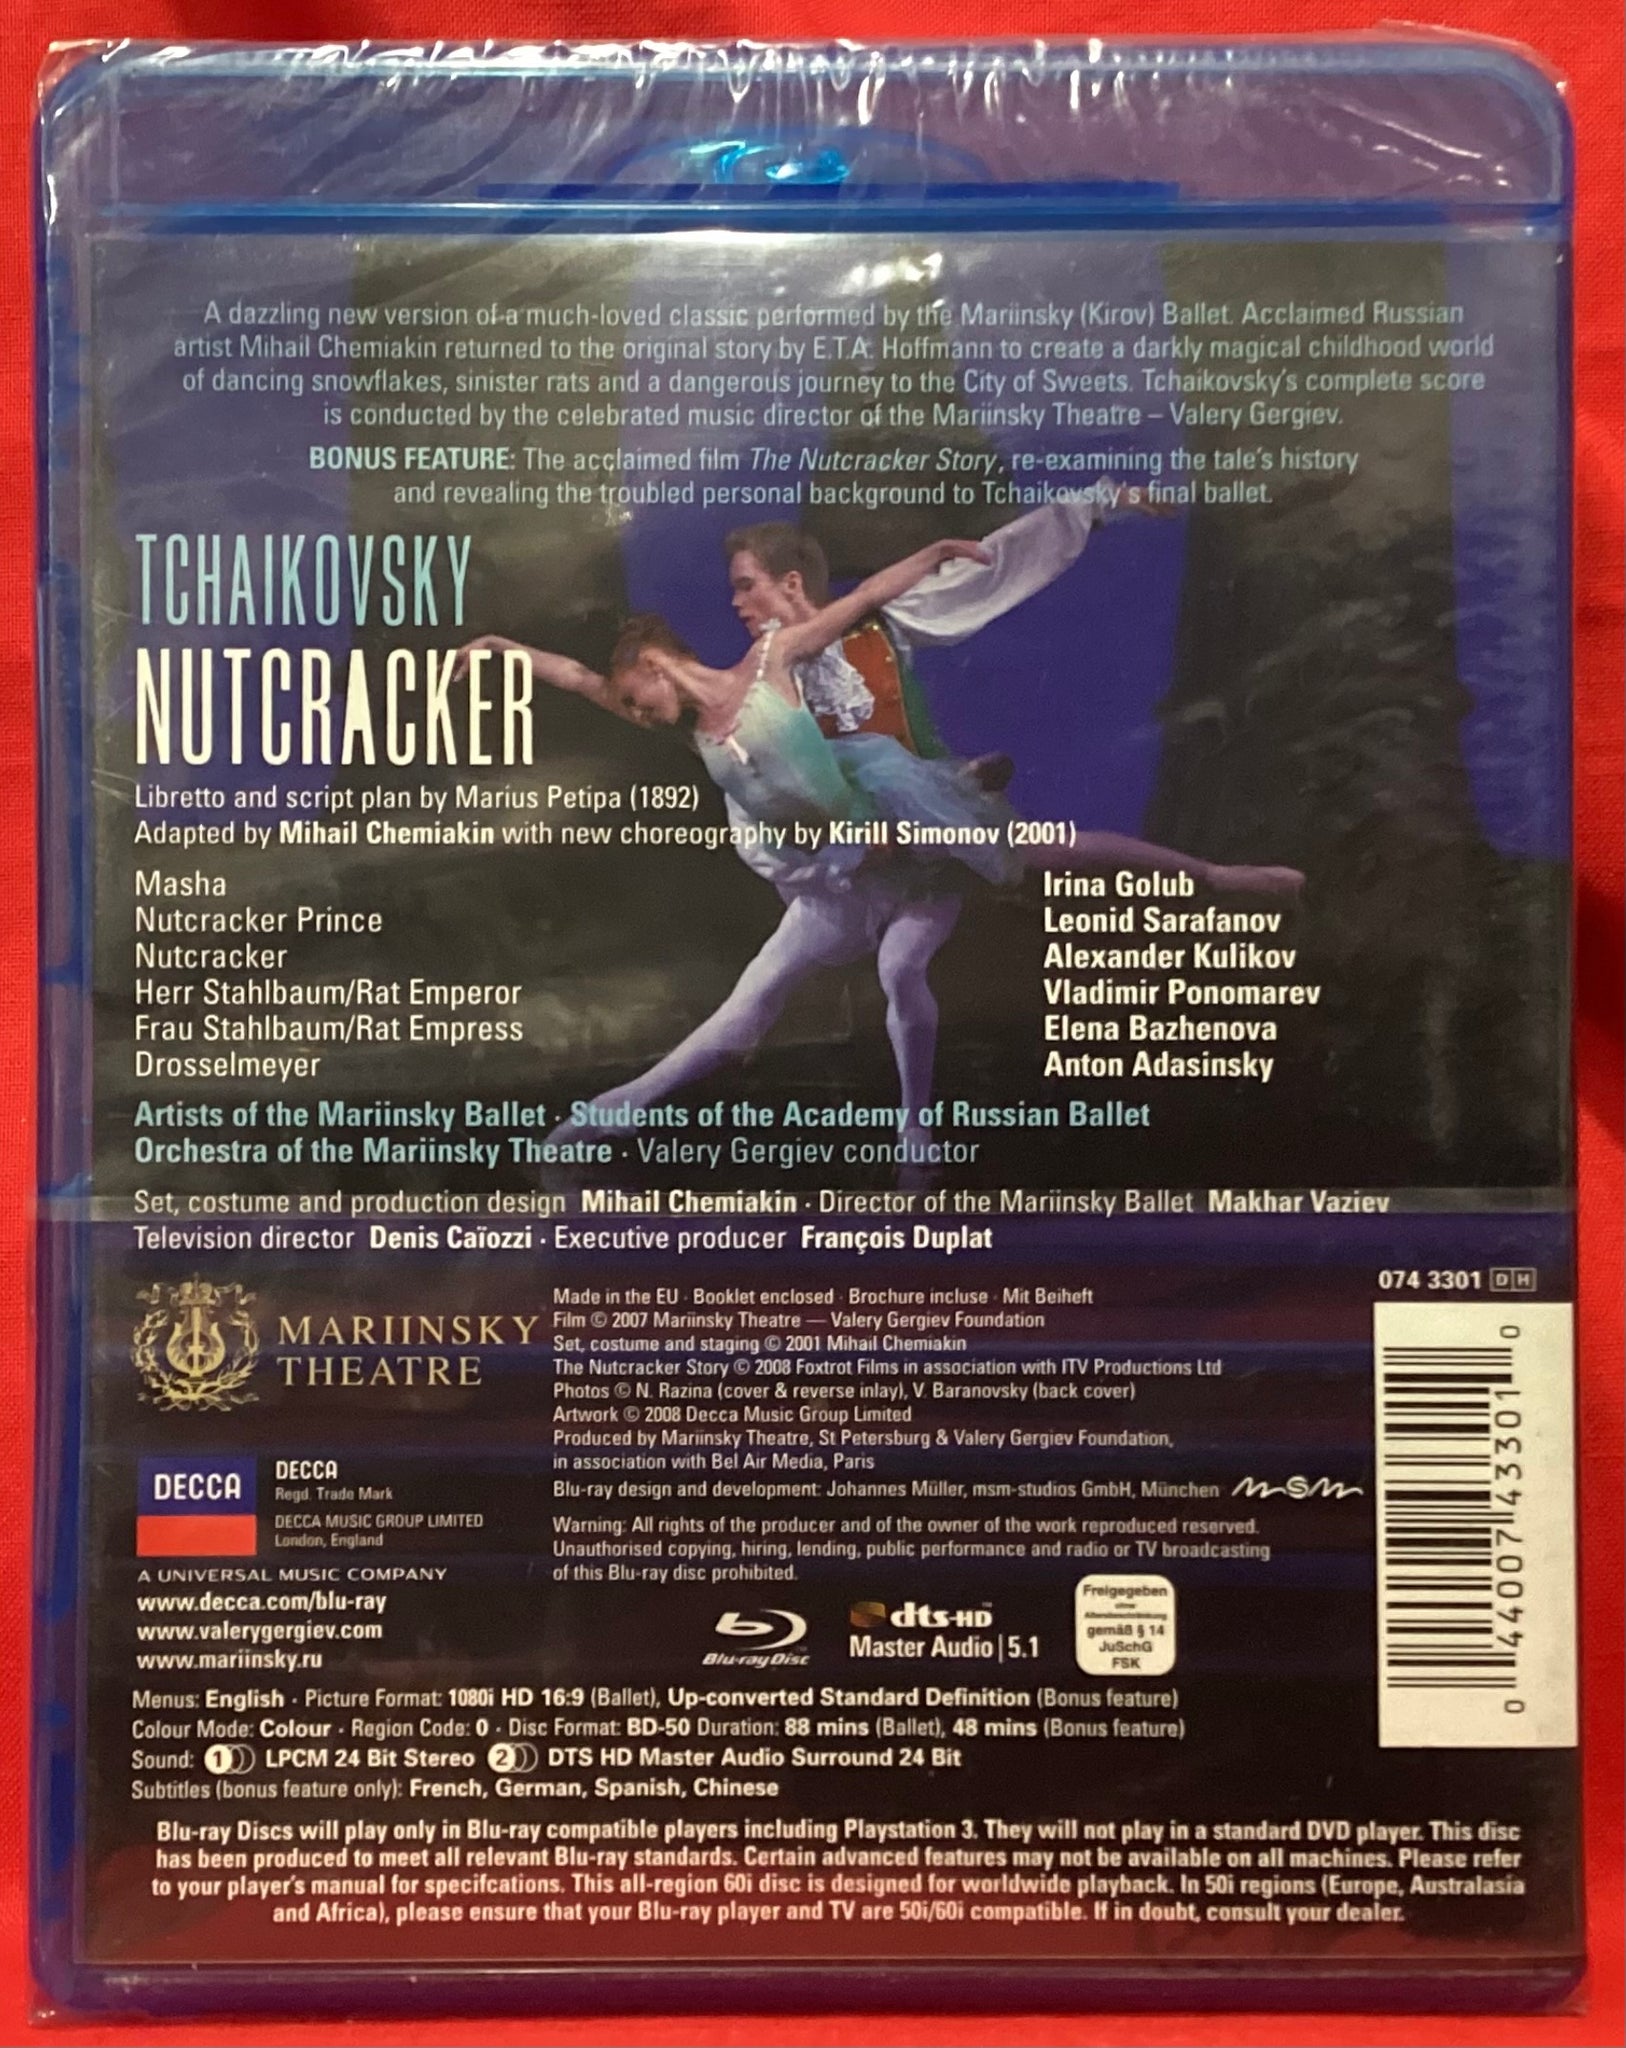 A dazzling new version of a much-loved classic performed by the Mariinsky (Kirov) Ballet. Acclaimed Russian
artist Mihail Chemiakin returned to the original story by E.T.A. Hoffmann to create a darkly magical childhood world
of dancing snowflakes, sinister rats and a dangerous journey to the City of Sweets. Tchaikovsky's complete score
is conducted by the celebrated music director of the Mariinsky Theatre – Valery Gergiev.
BONUS FEATURE: The acclaimed film The Nutcracker Story, re-examining the tale's history
and revealing the troubled personal background to Tchaikovsky's final ballet.
TCHAIKOVSKY
NUTCRACKER
Libretto and script plan by Marius Petipa (1892)
Adapted by Mihail Chemiakin with new choreography by Kirill Simonov (2001)
Masha Irina Golub
Nutcracker Prince Leonid Sarafanov
Nutcracker Alexander Kulikov
Herr Stahlbaum/Rat Emperor Vladimir Ponomarev
Frau Stahlbaum/Rat Empress Elena Bazhenova
Drosselmeyer Anton Adasinsky
Artists of the Mariinsky Ballet · Students of the Academy of Russian Ballet
Orchestra of the Mariinsky Theatre · Valery Gergiev conductor
Set, costume and production design Mihail Chemiakin · Director of the Mariinsky Ballet Makhar Vaziev
Television director Denis Caïozzi · Executive producer François Duplat
MARIINSKY
THEATRE
Made in the EU · Booklet enclosed · Brochure incluse · Mit Beiheft
Film © 2007 Mariinsky Theatre — Valery Gergiev Foundation
Set, costume and staging © 2001 Mihail Chemiakin
The Nutcracker Story © 2008 Foxtrot Films in association with ITV Productions Ltd
Photos © N. Razina (cover & reverse inlay), V. Baranovsky (back cover)
Artwork © 2008 Decca Music Group Limited
Produced by Mariinsky Theatre, St Petersburg & Valery Gergiev Foundation,
in association with Bel Air Media, Paris
Blu-ray design and development: Johannes Müller, msm-studios GmbH, München msm
Warning: All rights of the producer and of the owner of the work reproduced reserved.
Unauthorised copying, hiring, lending, public performance and radio or TV broadcasting
of this Blu-ray disc prohibited.
074 3301 DH
0 44007 43301 0
DECCA
DECCA
Regd. Trade Mark
DECCA MUSIC GROUP LIMITED
London, England
A UNIVERSAL MUSIC COMPANY
www.decca.com/blu-ray
www.valerygergiev.com
www.mariinsky.ru
Blu-ray Disc
dts-HD
Master Audio | 5.1
Freigegeben
ohne
Altersbeschränkung
gemäß § 14
JuSchG
FSK
Menus: English · Picture Format: 1080i HD 16:9 (Ballet), Up-converted Standard Definition (Bonus feature)
Colour Mode: Colour · Region Code: 0 · Disc Format: BD-50 Duration: 88 mins (Ballet), 48 mins (Bonus feature)
Sound: 1 LPCM 24 Bit Stereo 2 DTS HD Master Audio Surround 24 Bit
Subtitles (bonus feature only): French, German, Spanish, Chinese
Blu-ray Discs will play only in Blu-ray compatible players including Playstation 3. They will not play in a standard DVD player. This disc
has been produced to meet all relevant Blu-ray standards. Certain advanced features may not be available on all machines. Please refer
to your player's manual for specifcations. This all-region 60i disc is designed for worldwide playback. In 50i regions (Europe, Australasia
and Africa), please ensure that your Blu-ray player and TV are 50i/60i compatible. If in doubt, consult your dealer.